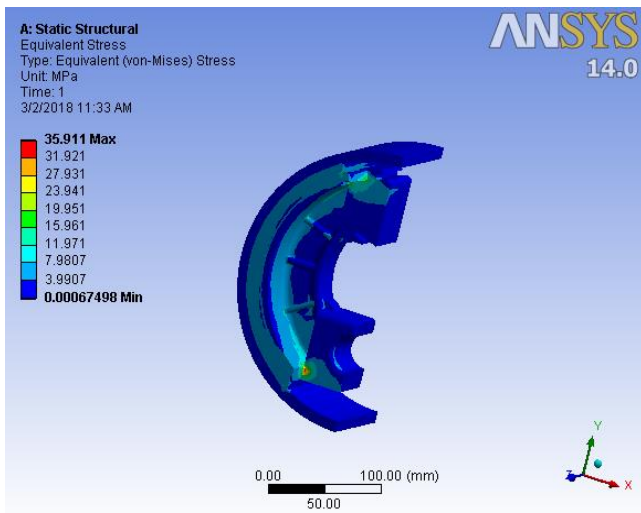 A: Static Structural
Equivalent Stress
Type: Equivalent (von-Mises) Stress
Unit: MPa
Time: 1
3/2/2018 11:33 AM
35.911 Max
31.921
27.931
23.941
19.951
15.961
11.971
7.9807
3.9907
0.00067498 Min
ANSYS
14.0
0.00 100.00 (mm)
50.00
Y
Z X